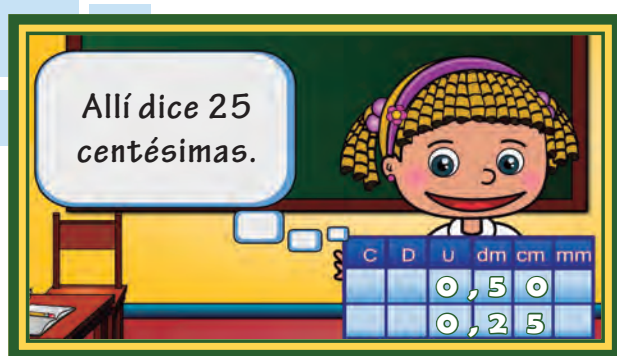 Allí dice 25
centésimas.
C D U dm cm mm
0 , 5 0
0 , 2 5